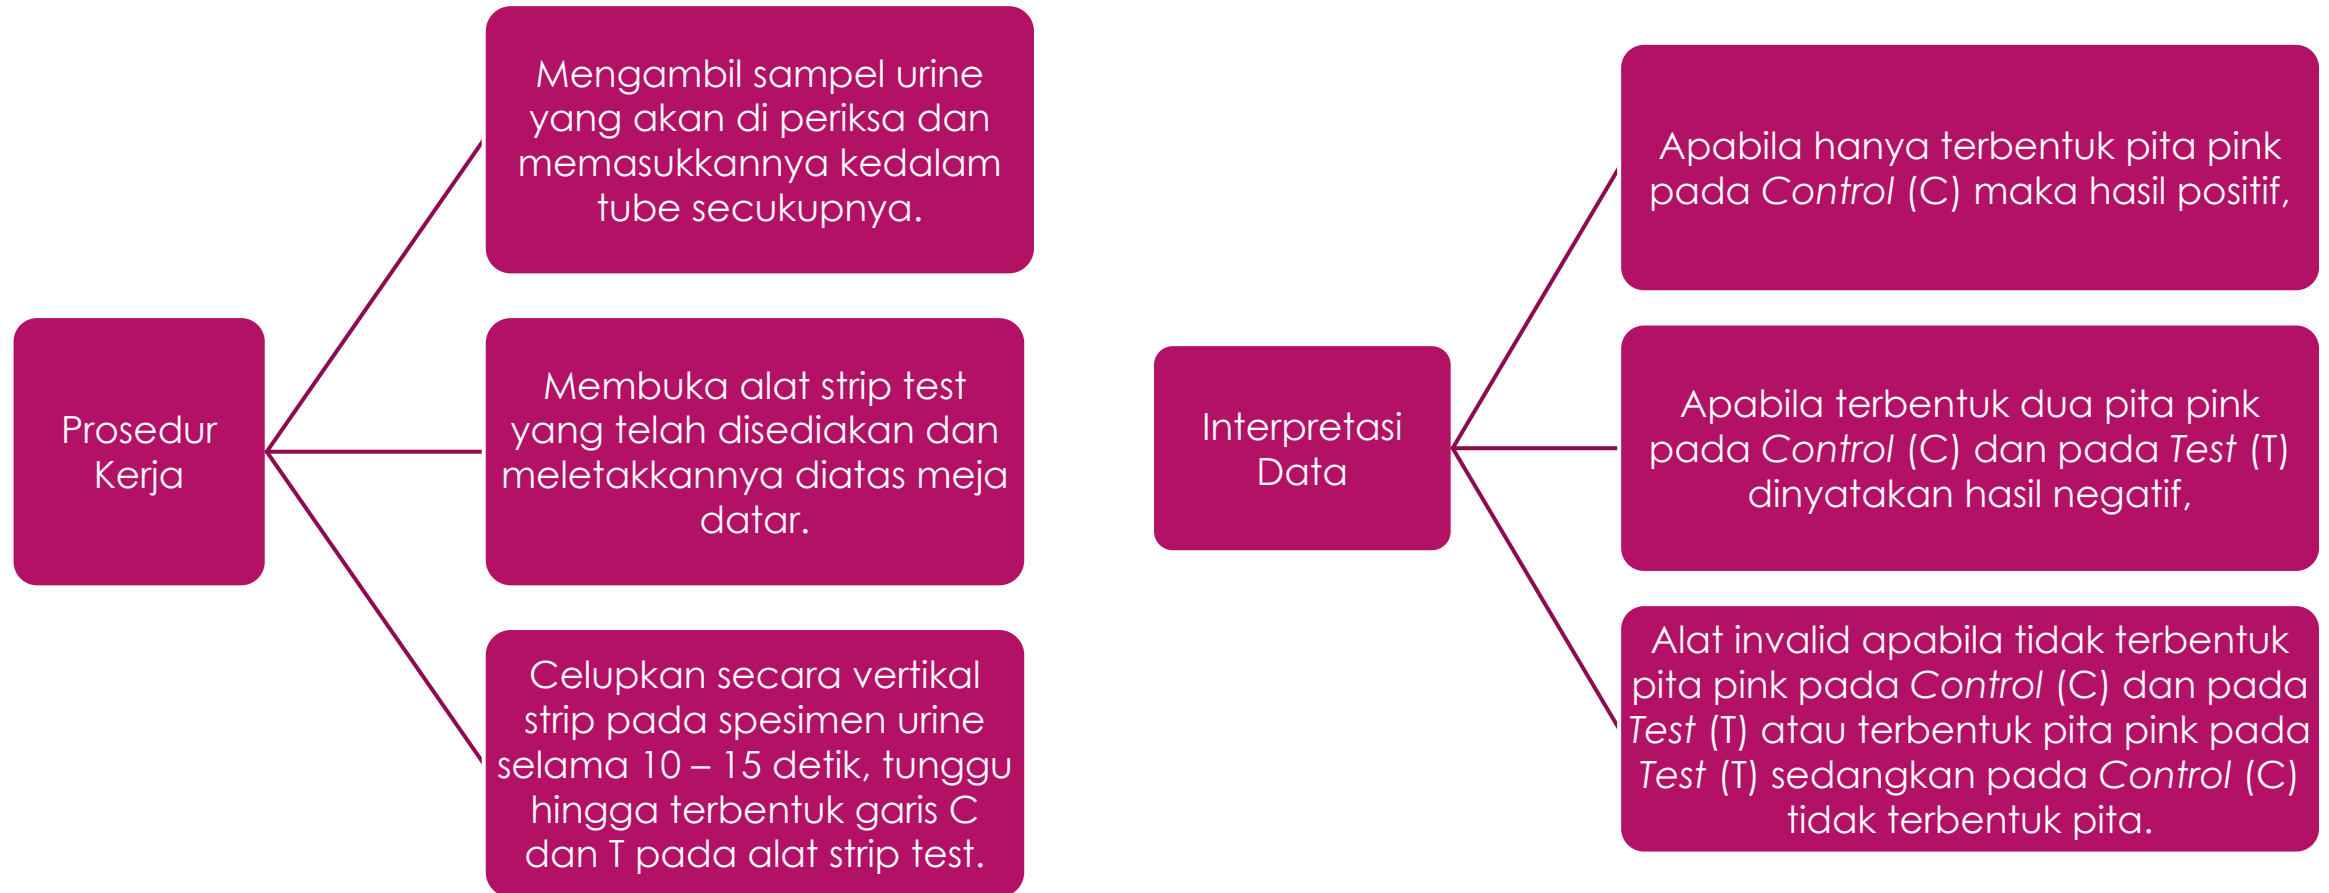 Prosedur
Kerja
Mengambil sampel urine
yang akan di periksa dan
memasukkannya kedalam
tube secukupnya.
Membuka alat strip test
yang telah disediakan dan
meletakkannya diatas meja
datar.
Celupkan secara vertikal
strip pada spesimen urine
selama 10 – 15 detik, tunggu
hingga terbentuk garis C
dan T pada alat strip test.
Interpretasi
Data
Apabila hanya terbentuk pita pink
pada Control (C) maka hasil positif,
Apabila terbentuk dua pita pink
pada Control (C) dan pada Test (T)
dinyatakan hasil negatif,
Alat invalid apabila tidak terbentuk
pita pink pada Control (C) dan pada
Test (T) atau terbentuk pita pink pada
Test (T) sedangkan pada Control (C)
tidak terbentuk pita.